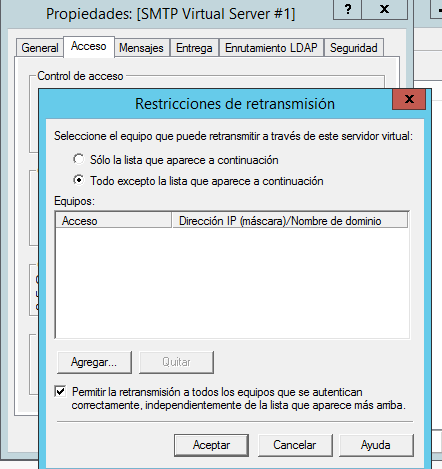 Propiedades: [SMTP Virtual Server #1]
? X
General Acceso Mensajes Entrega Enrutamiento LDAP Seguridad
Control de acceso
Restricciones de retransmisión
X
Seleccione el equipo que puede retransmitir a través de este servidor virtual:
Sólo la lista que aparece a continuación
Todo excepto la lista que aparece a continuación
Equipos:
Acceso Dirección IP (máscara)/Nombre de dominio
Agregar... Quitar
Permitir la retransmisión a todos los equipos que se autentican
correctamente, independientemente de la lista que aparece más arriba.
Aceptar Cancelar Ayuda